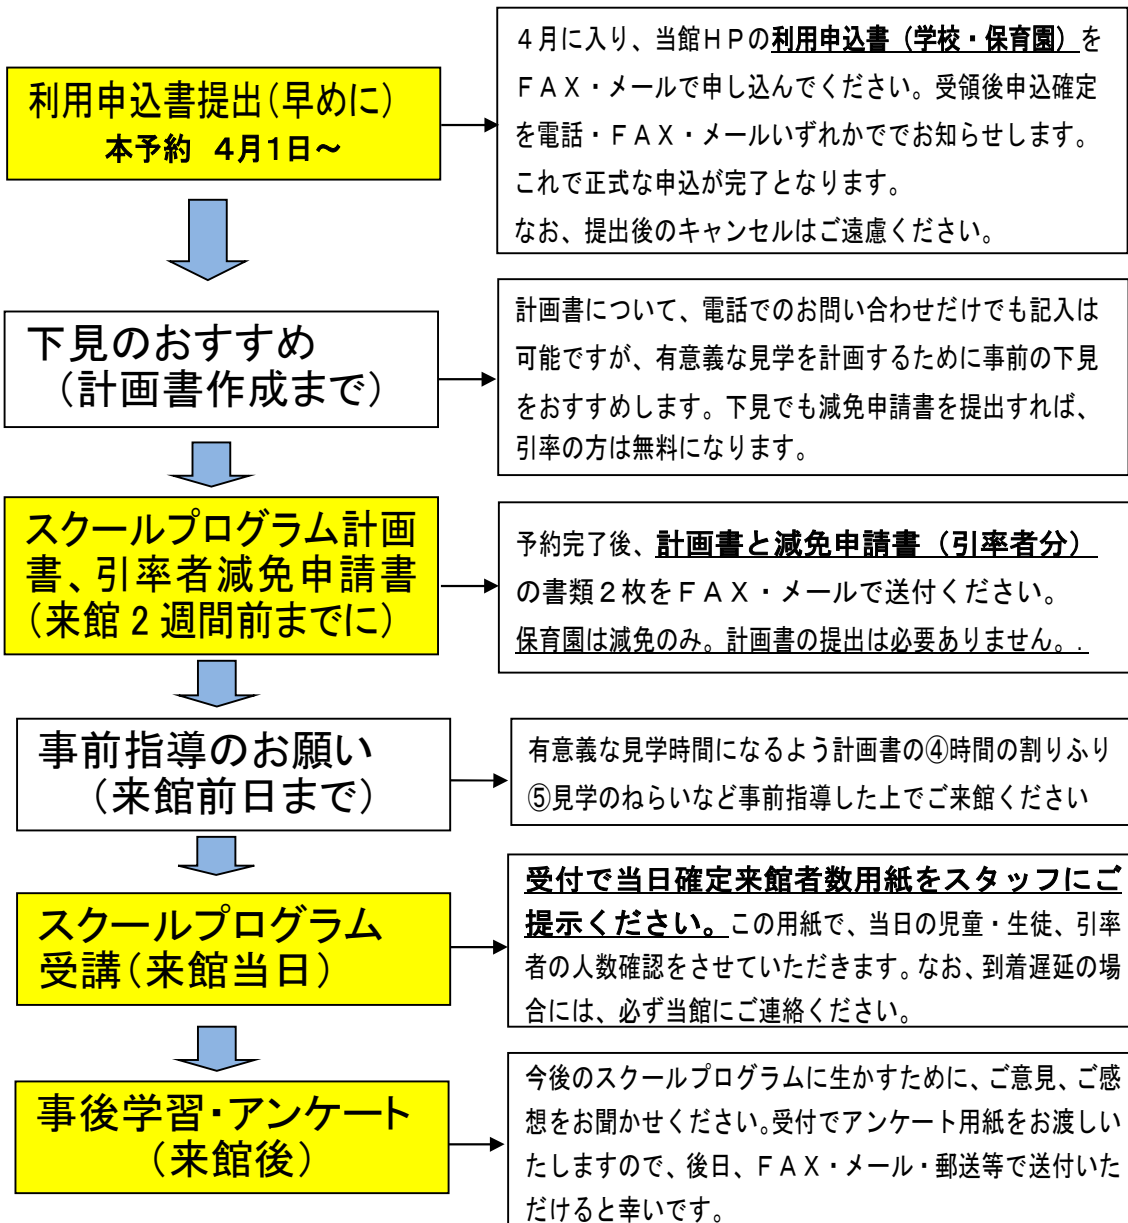 利用申込書提出(早めに)
本予約 4月1日～
４月に入り、当館ＨＰの利用申込書（学校・保育園）を
ＦＡＸ・メールで申し込んでください。受領後申込確定
を電話・ＦＡＸ・メールいずれかででお知らせします。
これで正式な申込が完了となります。
なお、提出後のキャンセルはご遠慮ください。
下見のおすすめ
（計画書作成まで）
計画書について、電話でのお問い合わせだけでも記入は
可能ですが、有意義な見学を計画するために事前の下見
をおすすめします。下見でも減免申請書を提出すれば、
引率の方は無料になります。
スクールプログラム計画
書、引率者減免申請書
(来館２週間前までに)
予約完了後、計画書と減免申請書（引率者分）
の書類２枚をＦＡＸ・メールで送付ください。
保育園は減免のみ。計画書の提出は必要ありません。.
事前指導のお願い
（来館前日まで）
有意義な見学時間になるよう計画書の④時間の割りふり
⑤見学のねらいなど事前指導した上でご来館ください
スクールプログラム
受講（来館当日）
受付で当日確定来館者数用紙をスタッフにご
提示ください。この用紙で、当日の児童・生徒、引率
者の人数確認をさせていただきます。なお、到着遅延の場
合には、必ず当館にご連絡ください。
事後学習・アンケート
（来館後）
今後のスクールプログラムに生かすために、ご意見、ご感
想をお聞かせください。受付でアンケート用紙をお渡しい
たしますので、後日、ＦＡＸ・メール・郵送等で送付いた
だけると幸いです。